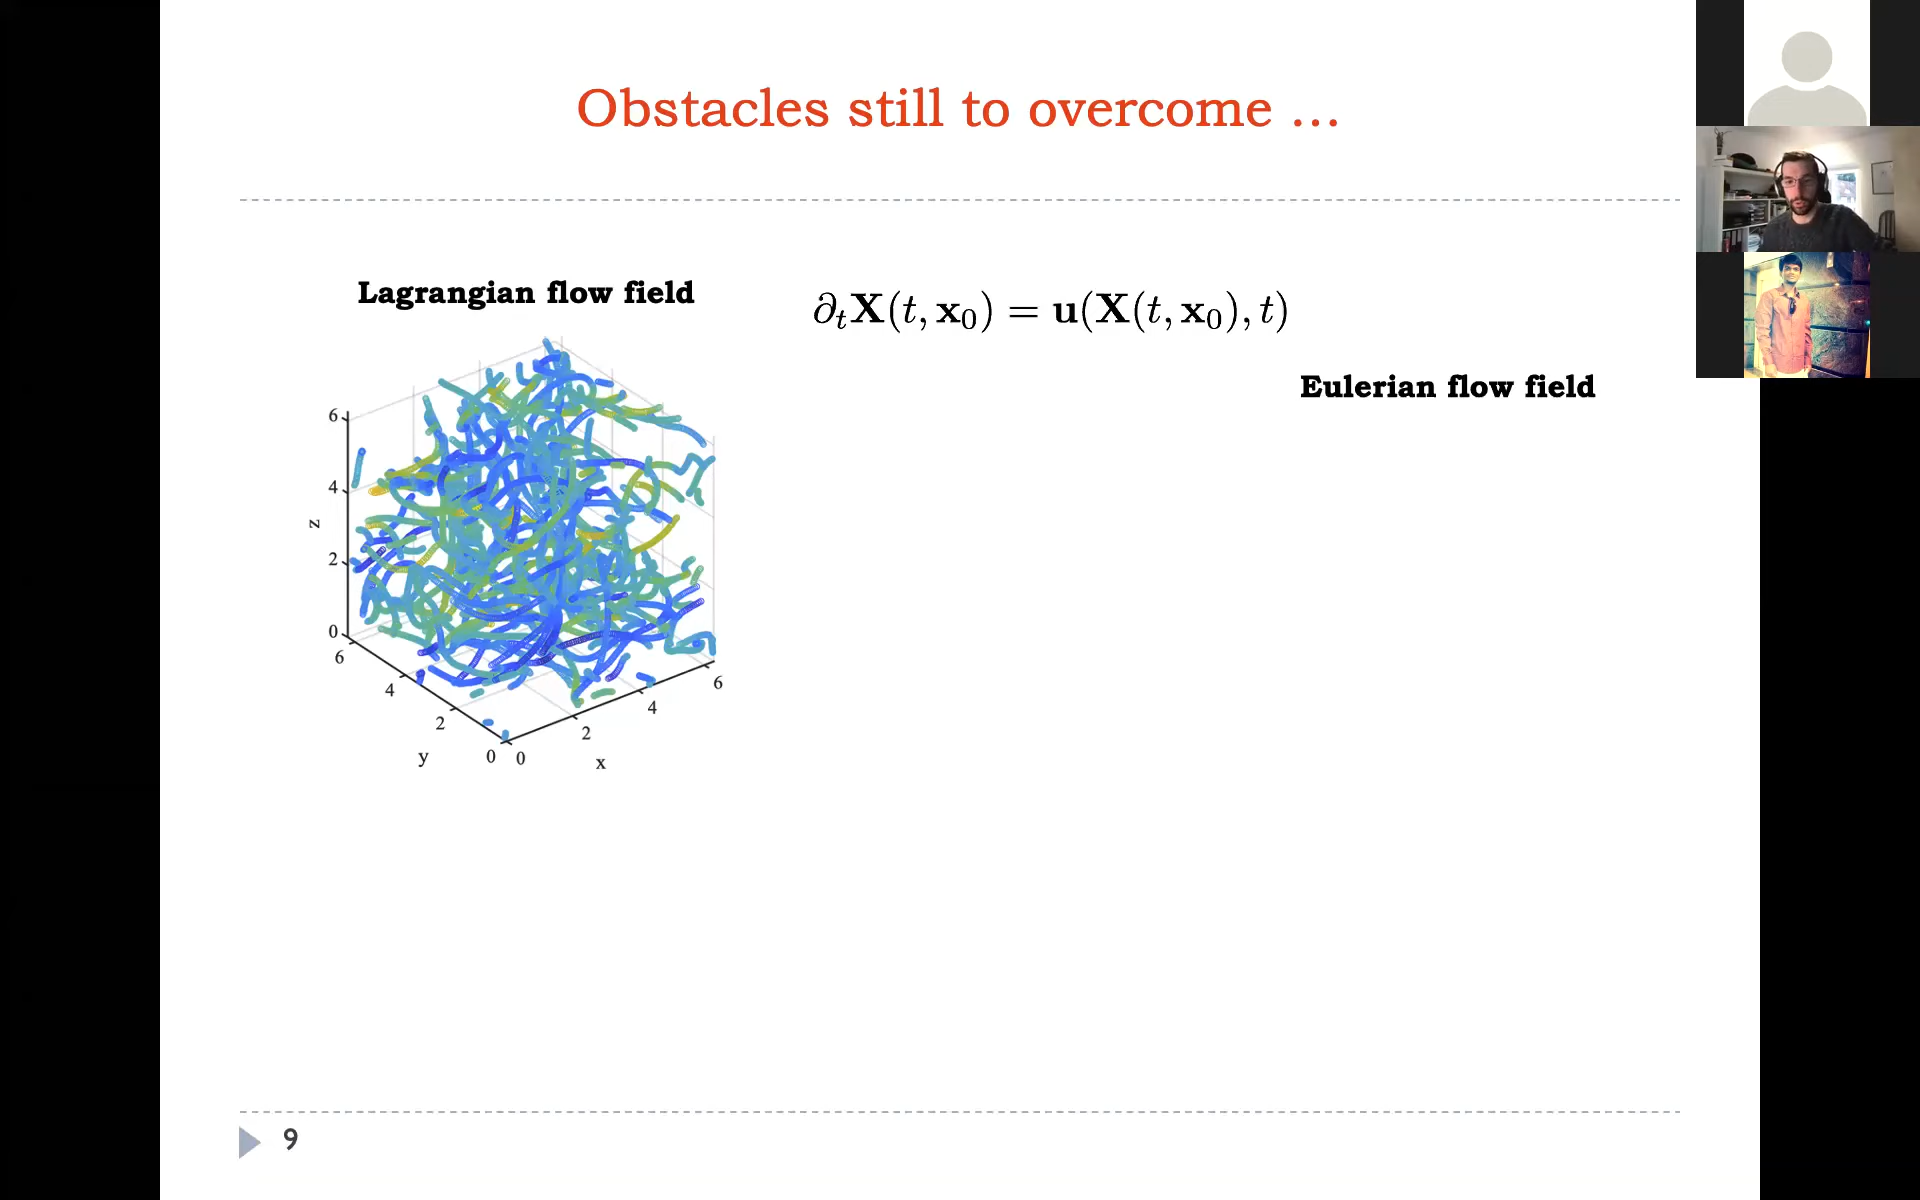 Obstacles still to overcome ...
Lagrangian flow field
∂ₜ𝐗(t, 𝐱₀) = 𝐮(𝐗(t, 𝐱₀), t)
Eulerian flow field
6
4
z
2
0
6
4
2
0
y
0
2
4
6
x
9